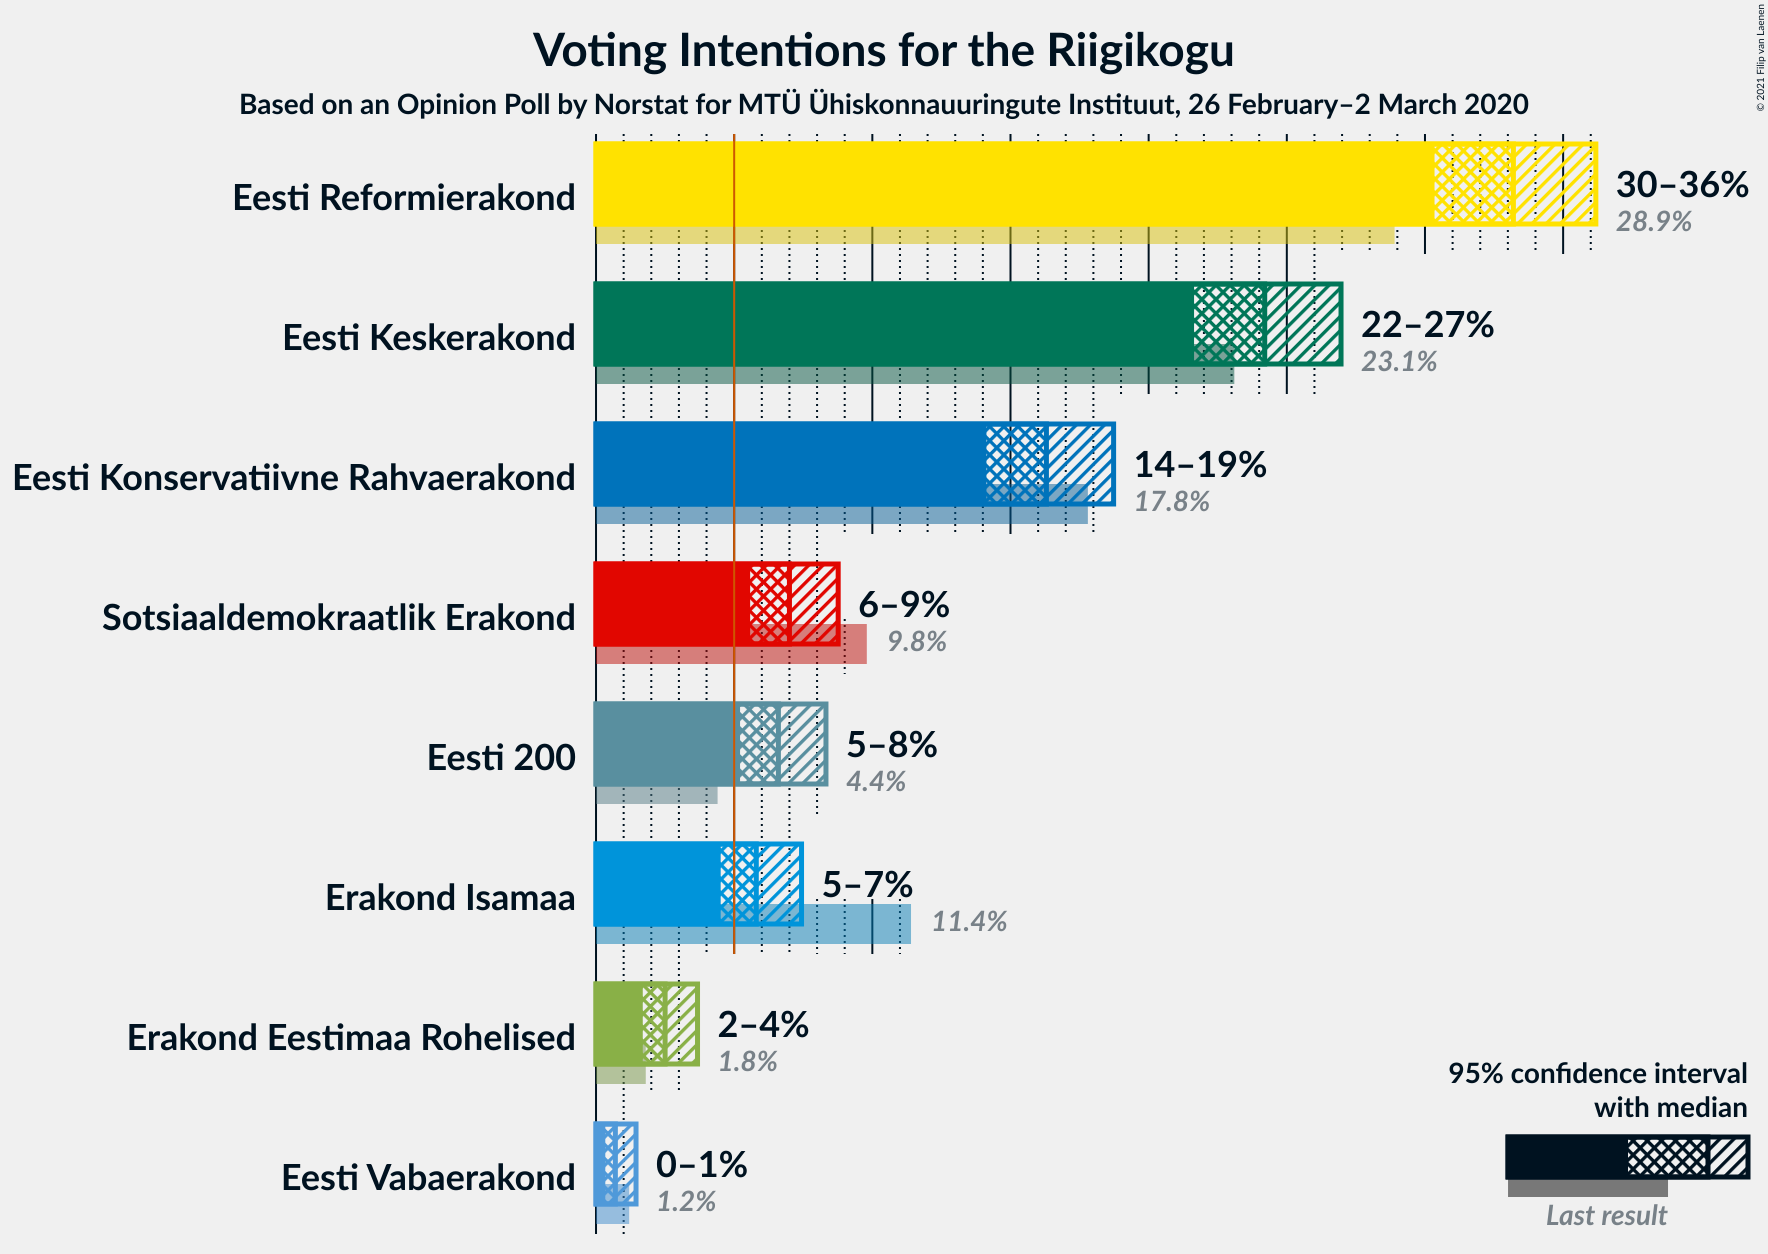 Voting Intentions for the Riigikogu
Based on an Opinion Poll by Norstat for MTÜ Ühiskonnauuringute Instituut, 26 February–2 March 2020
© 2021 Filip van Laenen
Eesti Reformierakond
30–36%
28.9%
Eesti Keskerakond
22–27%
23.1%
Eesti Konservatiivne Rahvaerakond
14–19%
17.8%
Sotsiaaldemokraatlik Erakond
6–9%
9.8%
Eesti 200
5–8%
4.4%
Erakond Isamaa
5–7%
11.4%
Erakond Eestimaa Rohelised
2–4%
1.8%
Eesti Vabaerakond
0–1%
1.2%
95% confidence interval
with median
Last result